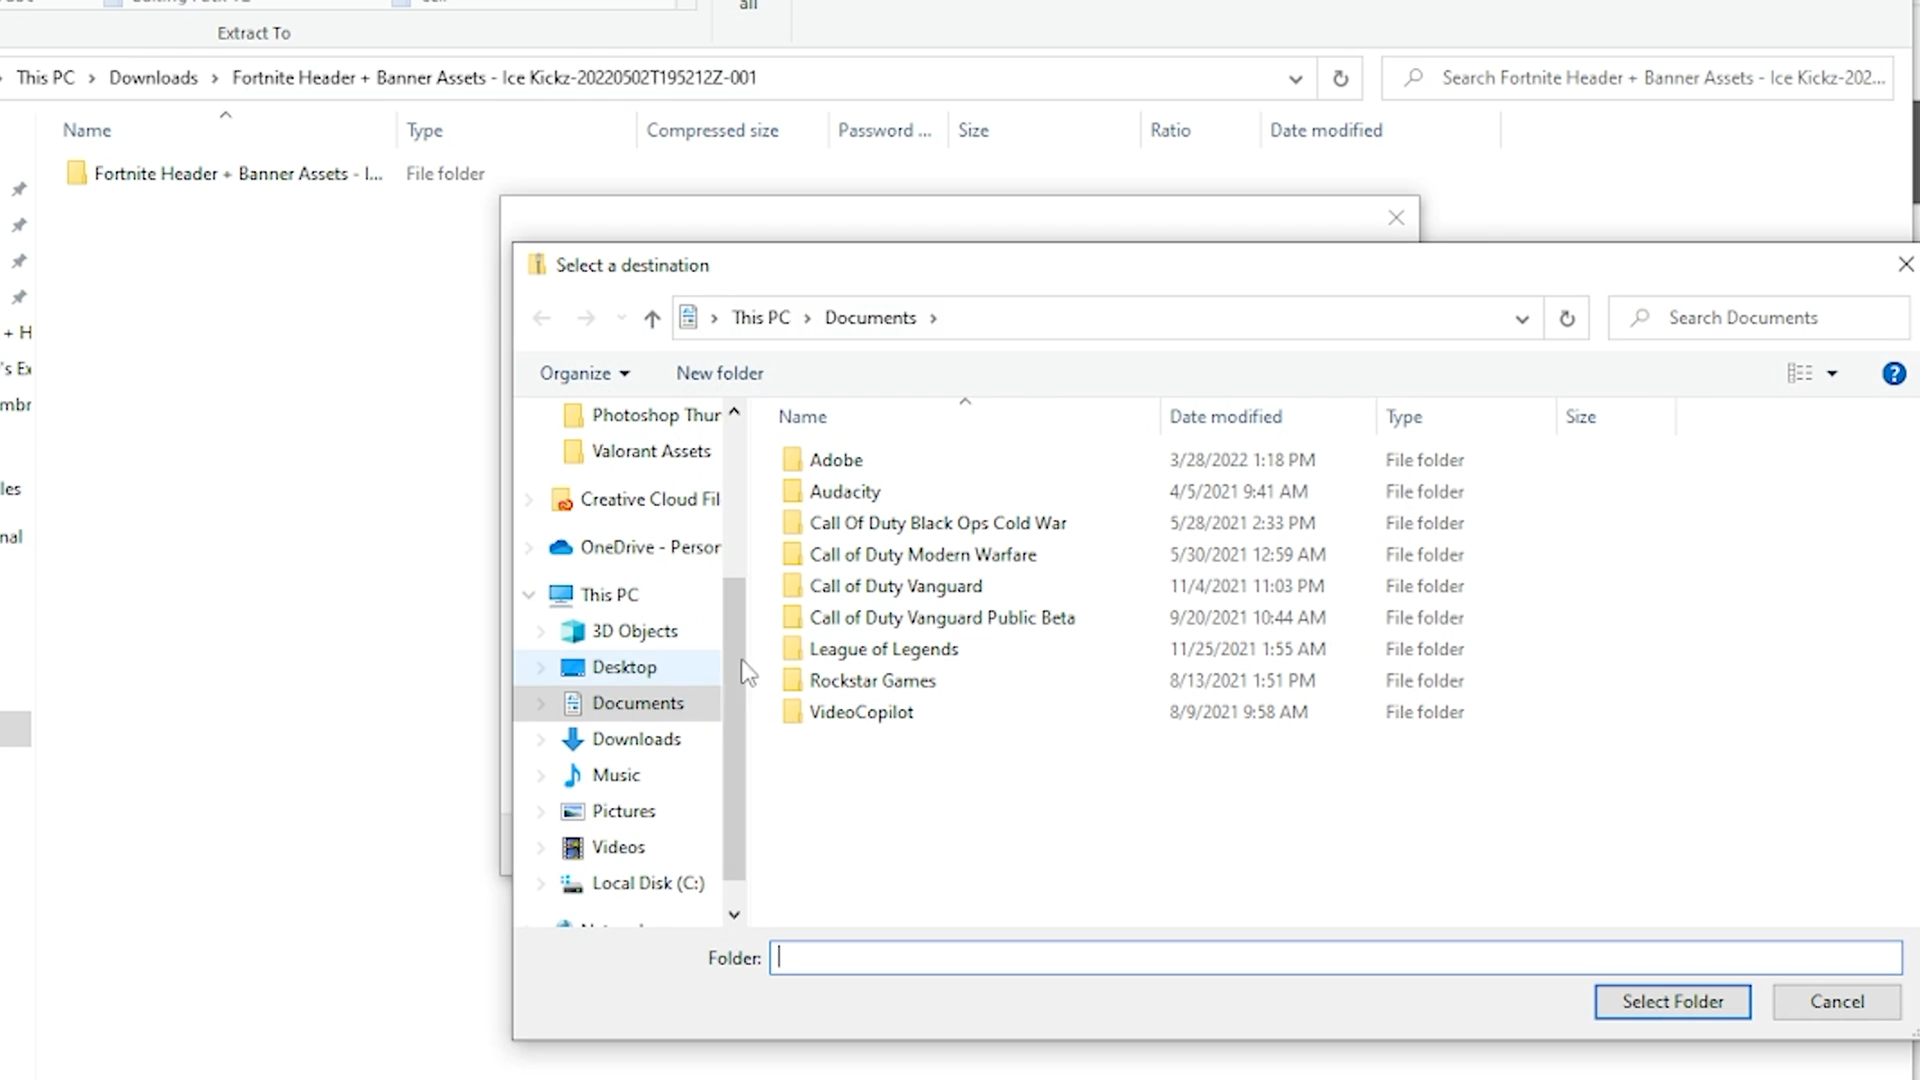 all
Extract To
This PC > Downloads > Fortnite Header + Banner Assets - Ice Kickz-20220502T195212Z-001
Search Fortnite Header + Banner Assets - Ice Kickz-202...
Name Type Compressed size Password ... Size Ratio Date modified
Fortnite Header + Banner Assets - I... File folder
+ H
's Ex
mbr
les
nal
Select a destination
This PC > Documents >
Search Documents
Organize New folder
Photoshop Thur
Valorant Assets
Creative Cloud Fil
OneDrive - Person
This PC
3D Objects
Desktop
Documents
Downloads
Music
Pictures
Videos
Local Disk (C:)
Name Date modified Type Size
Adobe 3/28/2022 1:18 PM File folder
Audacity 4/5/2021 9:41 AM File folder
Call Of Duty Black Ops Cold War 5/28/2021 2:33 PM File folder
Call of Duty Modern Warfare 5/30/2021 12:59 AM File folder
Call of Duty Vanguard 11/4/2021 11:03 PM File folder
Call of Duty Vanguard Public Beta 9/20/2021 10:44 AM File folder
League of Legends 11/25/2021 1:55 AM File folder
Rockstar Games 8/13/2021 1:51 PM File folder
VideoCopilot 8/9/2021 9:58 AM File folder
Folder:
Select Folder Cancel